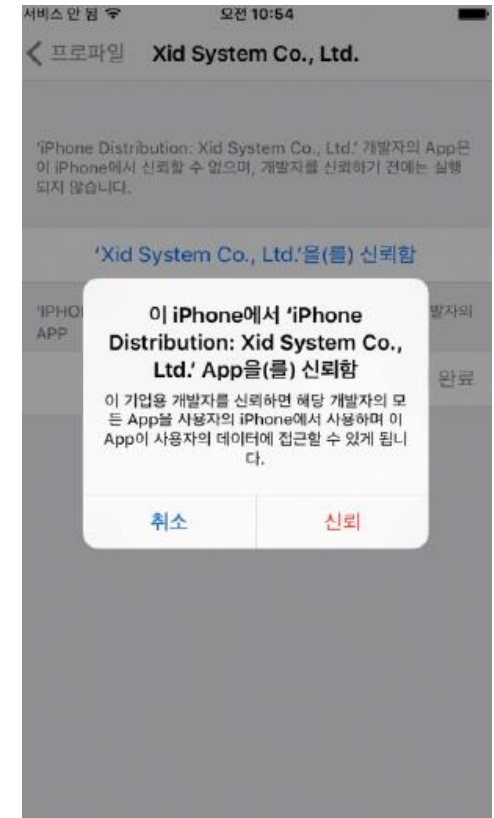 서비스 안 됨 오전 10:54
프로파일 Xid System Co., Ltd.
'iPhone Distribution: Xid System Co., Ltd.' 개발자의 App은
이 iPhone에서 신뢰할 수 없으며, 개발자를 신뢰하기 전에는 실행
되지 않습니다.
'Xid System Co., Ltd.'을(를) 신뢰함
'IPHO 발자의
APP
완료
이 iPhone에서 'iPhone
Distribution: Xid System Co.,
Ltd.' App을(를) 신뢰함
이 기업용 개발자를 신뢰하면 해당 개발자의 모
든 App을 사용자의 iPhone에서 사용하며 이
App이 사용자의 데이터에 접근할 수 있게 됩니
다.
취소 신뢰